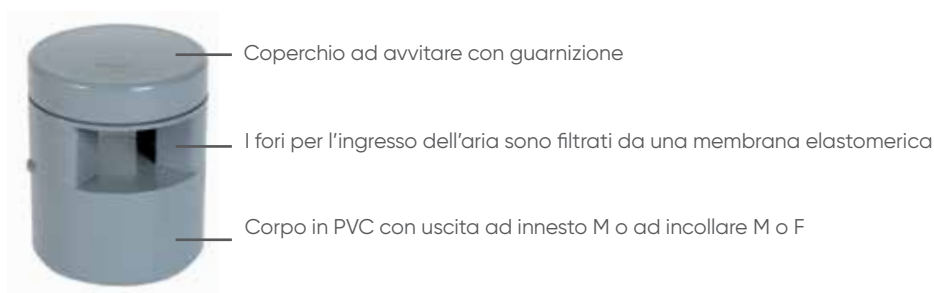 Coperchio ad avvitare con guarnizione
I fori per l'ingresso dell'aria sono filtrati da una membrana elastomerica
Corpo in PVC con uscita ad innesto M o ad incollare M o F